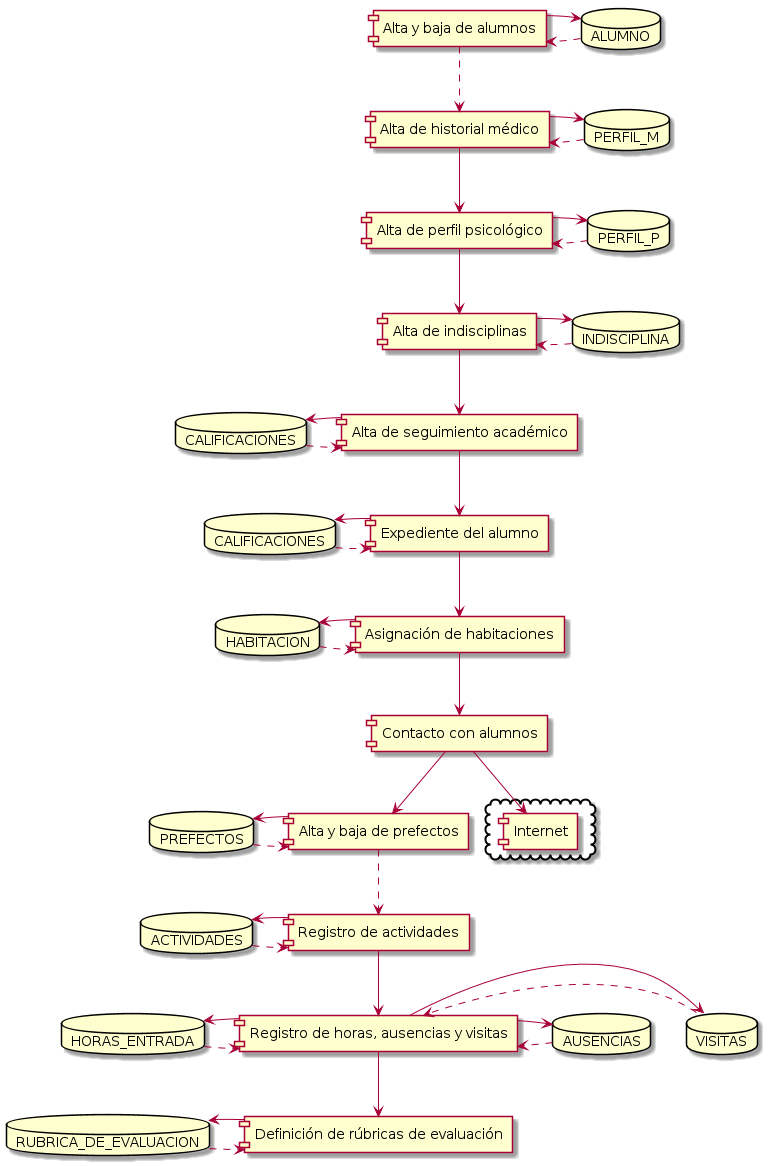 Alta y baja de alumnos
ALUMNO
Alta de historial médico
PERFIL_M
Alta de perfil psicológico
PERFIL_P
Alta de indisciplinas
INDISCIPLINA
CALIFICACIONES
Alta de seguimiento académico
CALIFICACIONES
Expediente del alumno
HABITACION
Asignación de habitaciones
Contacto con alumnos
PREFECTOS
Alta y baja de prefectos
Internet
ACTIVIDADES
Registro de actividades
HORAS_ENTRADA
Registro de horas, ausencias y visitas
AUSENCIAS
VISITAS
RUBRICA_DE_EVALUACION
Definición de rúbricas de evaluación